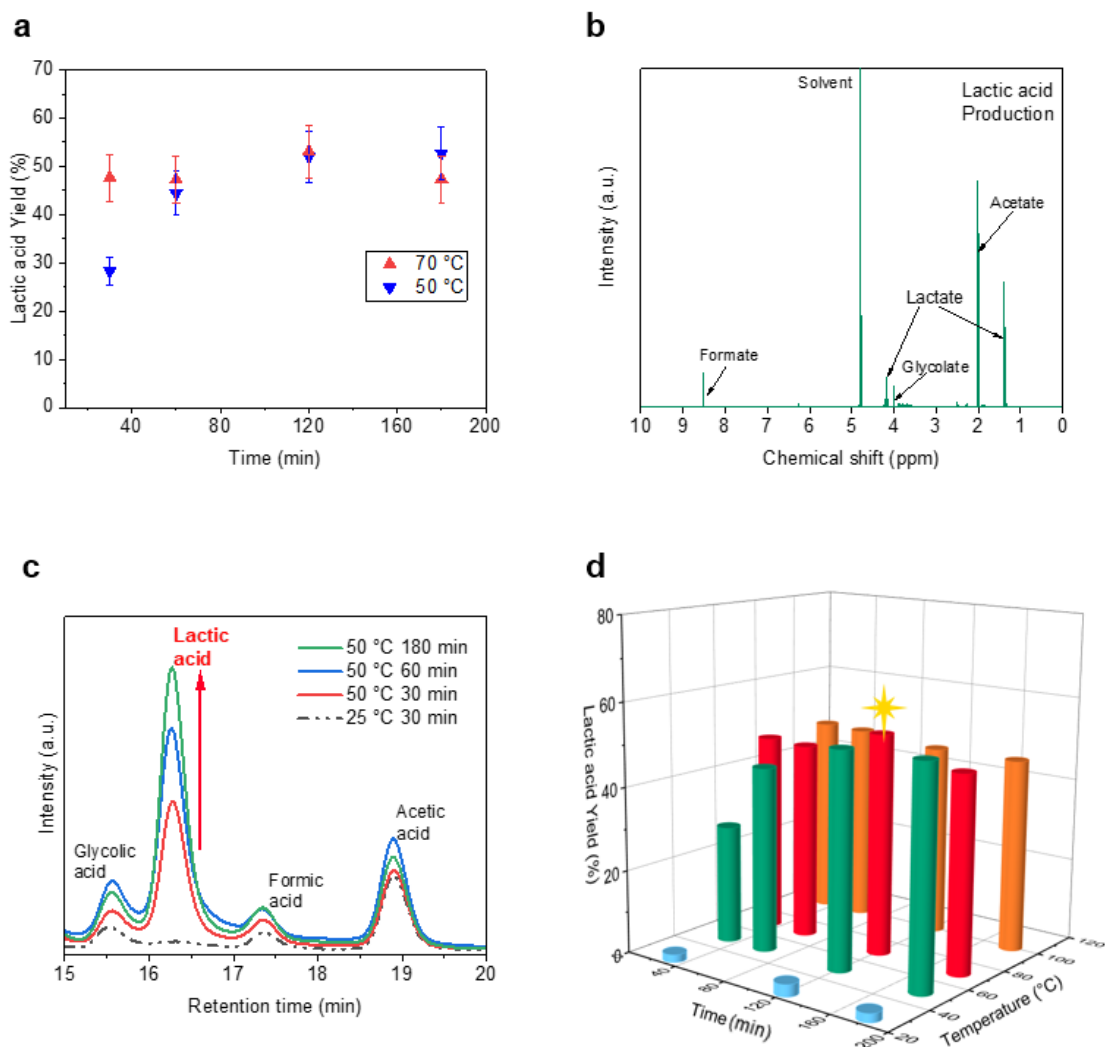 a
70
60
50
40
30
20
10
0
Lactic acid Yield (%)
70 °C
50 °C
40
80
120
160
200
Time (min)
b
Intensity (a.u.)
Solvent
Lactic acid
Production
Acetate
Lactate
Formate
Glycolate
10
9
8
7
6
5
4
3
2
1
0
Chemical shift (ppm)
c
Intensity (a.u.)
Lactic
acid
50 °C 180 min
50 °C 60 min
50 °C 30 min
25 °C 30 min
Glycolic
acid
Formic
acid
Acetic
acid
15
16
17
18
19
20
Retention time (min)
d
80
60
40
20
0
Lactic acid Yield (%)
40
80
120
160
200
Time (min)
20
40
60
80
100
120
Temperature (°C)